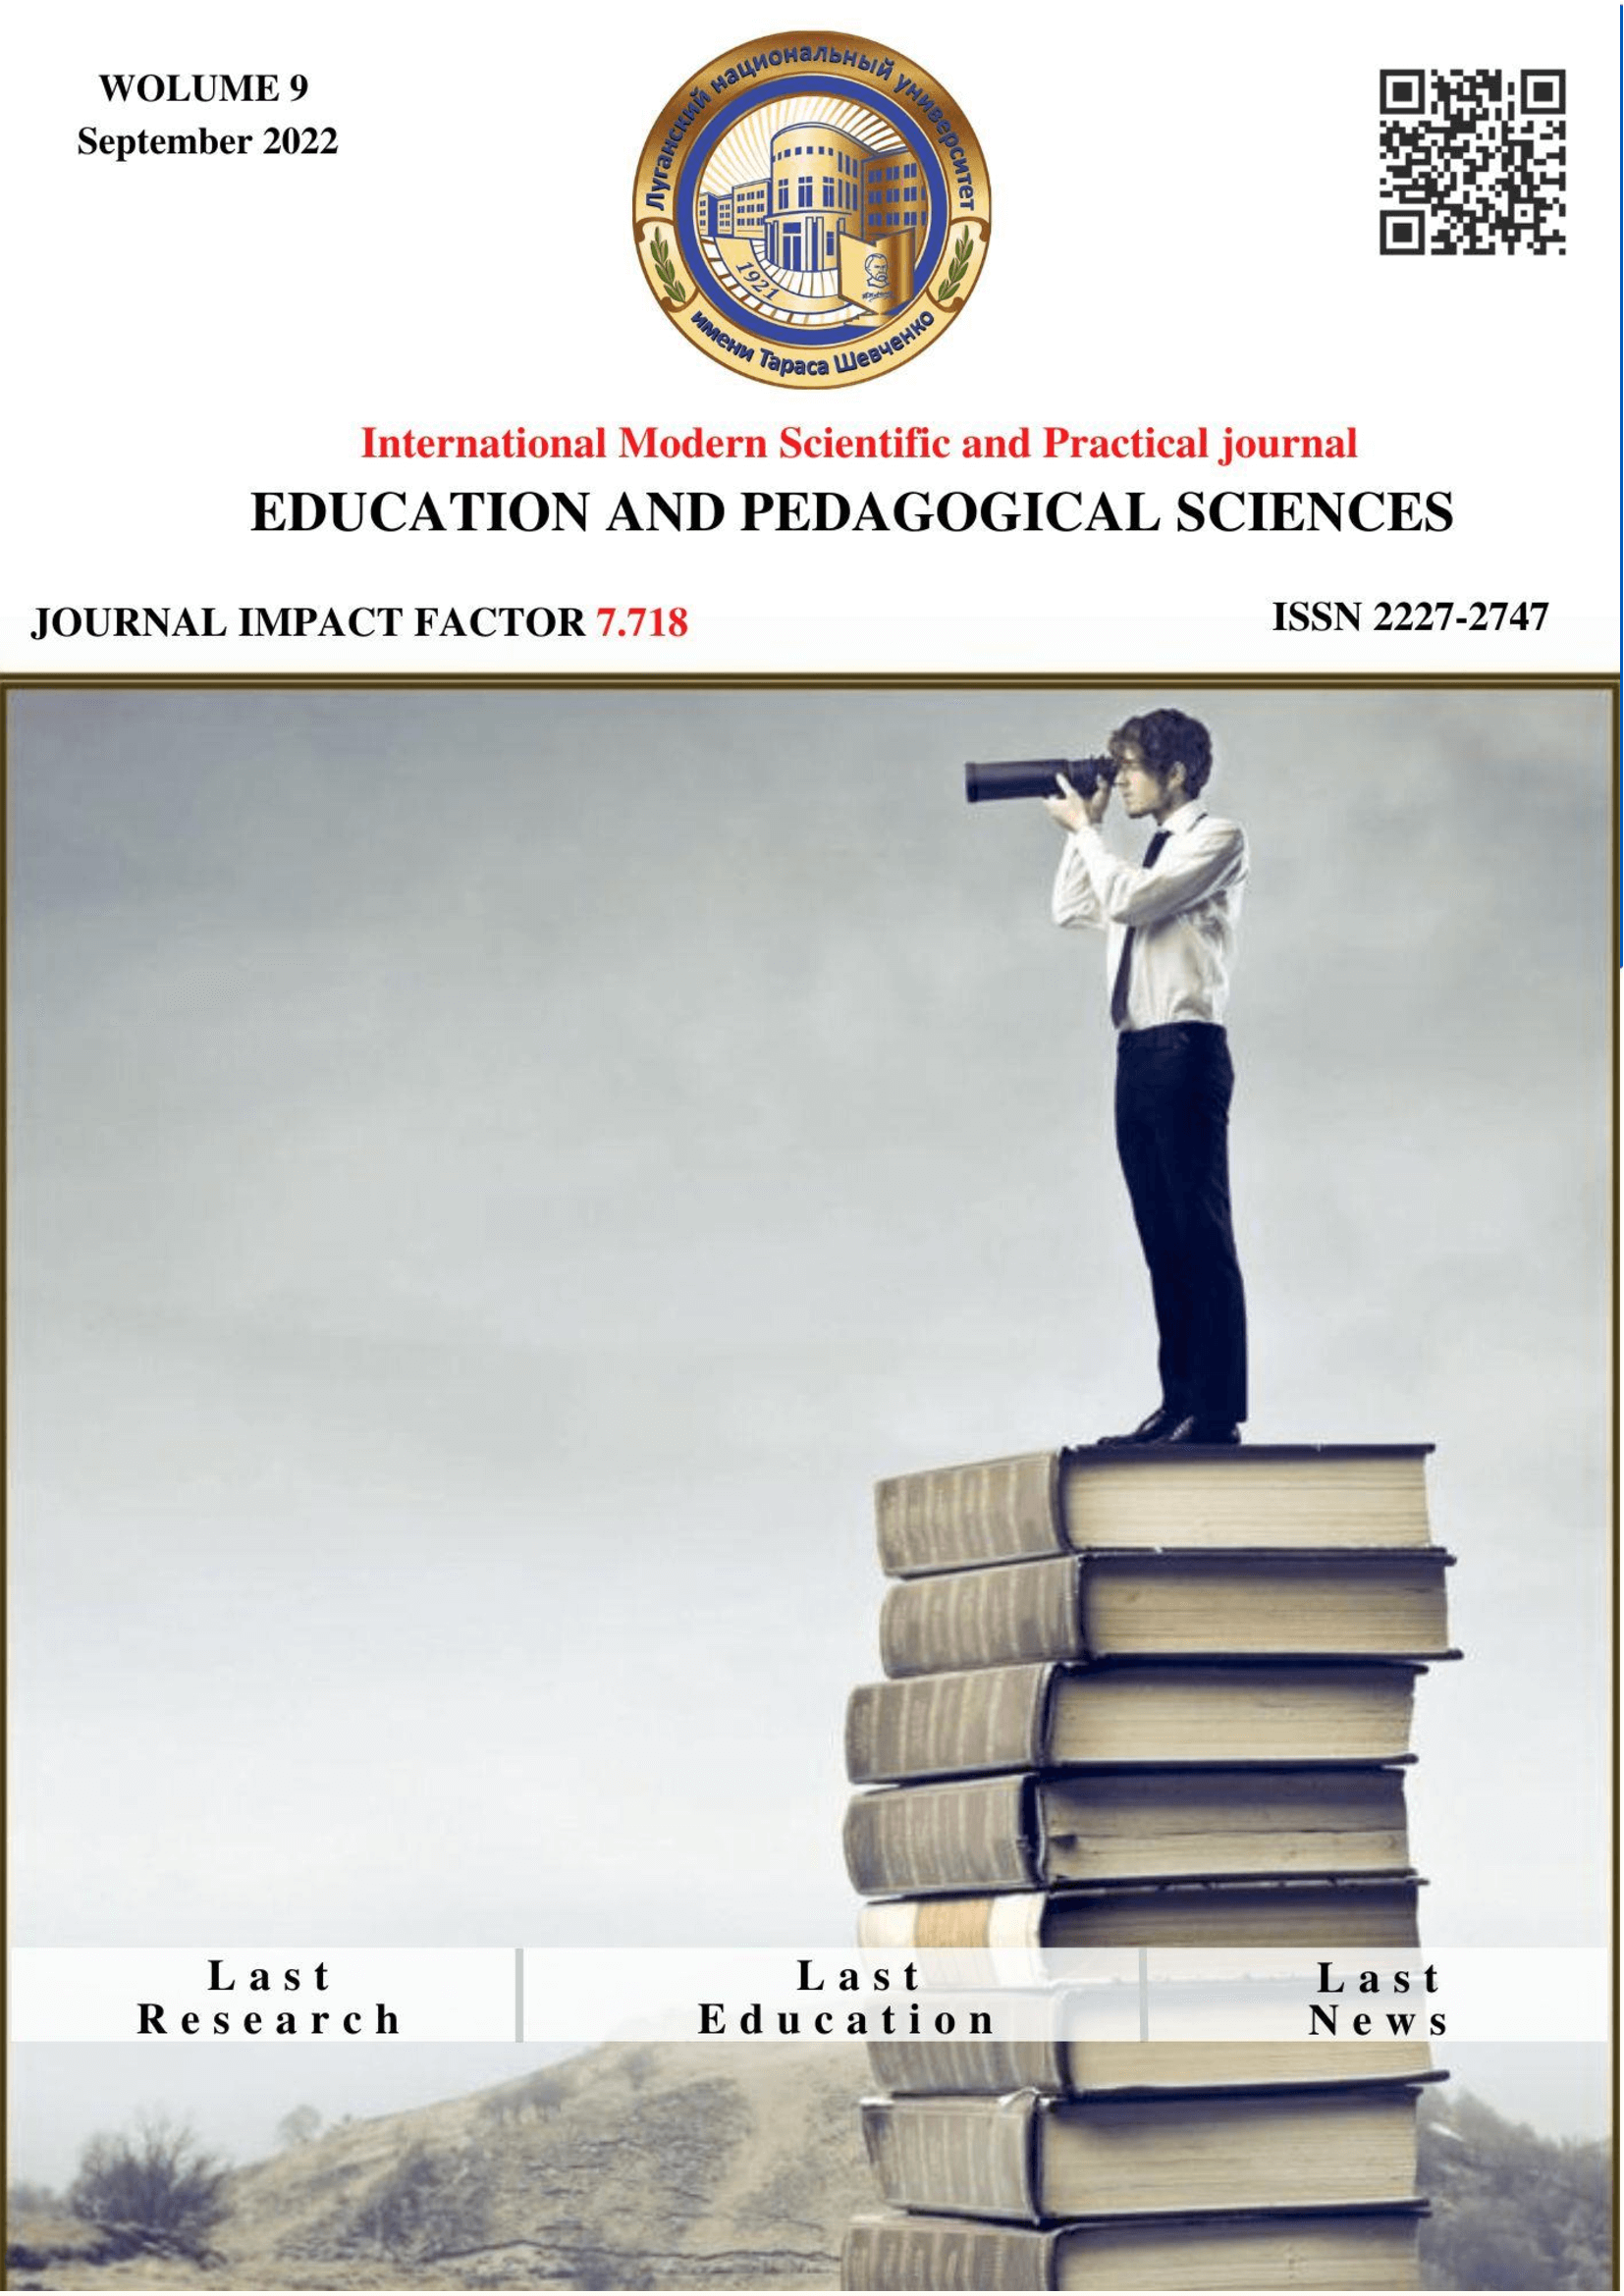 WOLUME 9
September 2022
Луганский национальный университет
1921
имени Тараса Шевченко
International Modern Scientific and Practical journal
EDUCATION AND PEDAGOGICAL SCIENCES
JOURNAL IMPACT FACTOR 7.718
ISSN 2227-2747
Last
Research
Last
Education
Last
News